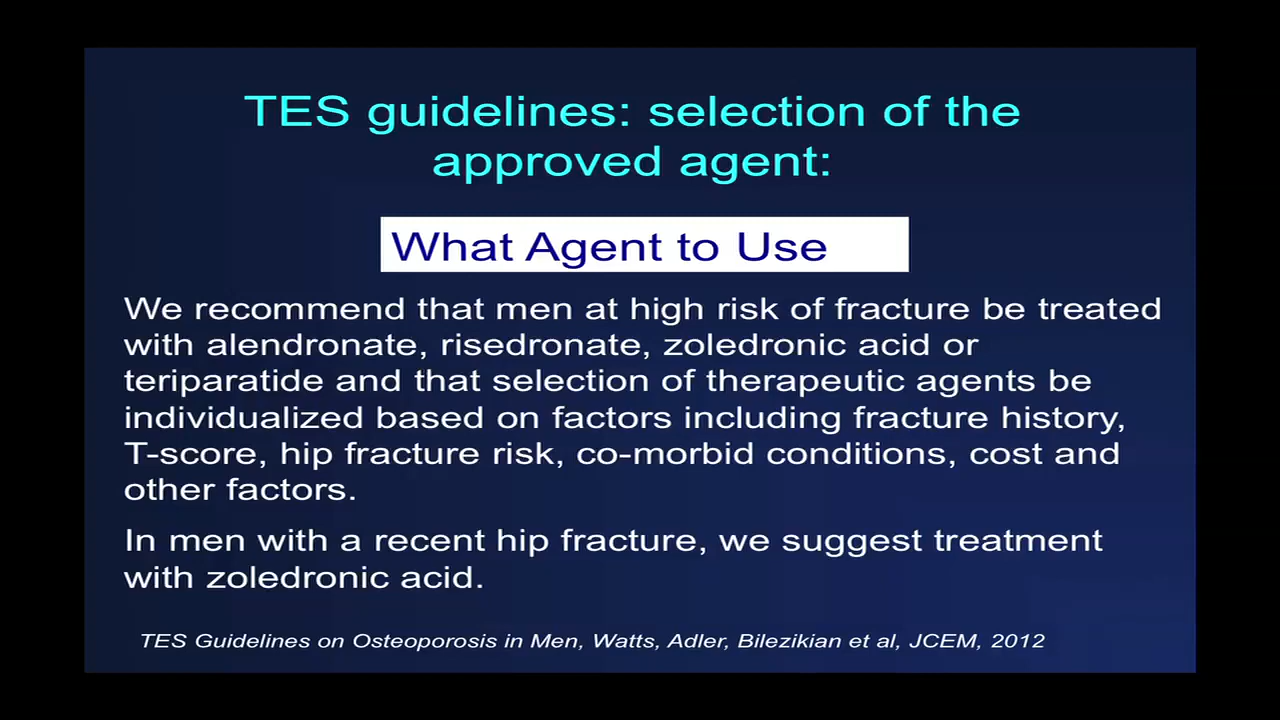 TES guidelines: selection of the
approved agent:
What Agent to Use
We recommend that men at high risk of fracture be treated
with alendronate, risedronate, zoledronic acid or
teriparatide and that selection of therapeutic agents be
individualized based on factors including fracture history,
T-score, hip fracture risk, co-morbid conditions, cost and
other factors.
In men with a recent hip fracture, we suggest treatment
with zoledronic acid.
TES Guidelines on Osteoporosis in Men, Watts, Adler, Bilezikian et al, JCEM, 2012